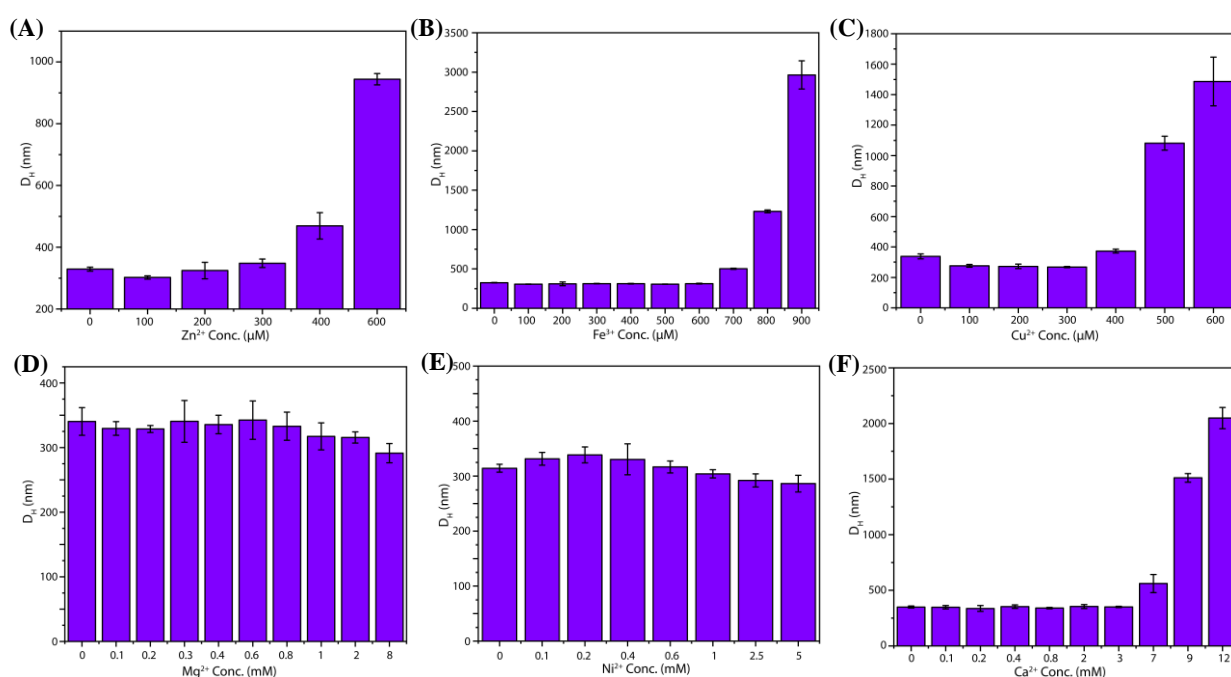 (A)
1000
800
600
400
200
D_H (nm)
0 100 200 300 400 600
Zn²⁺ Conc. (µM)
(B)
3500
3000
2500
2000
1500
1000
500
0
D_H (nm)
0 100 200 300 400 500 600 700 800 900
Fe³⁺ Conc. (µM)
(C)
1800
1600
1400
1200
1000
800
600
400
200
0
D_H (nm)
0 100 200 300 400 500 600
Cu²⁺ Conc. (µM)
(D)
400
300
200
100
0
D_H (nm)
0 0.1 0.2 0.3 0.4 0.6 0.8 1 2 8
Mg²⁺ Conc. (mM)
(E)
500
400
300
200
100
0
D_H (nm)
0 0.1 0.2 0.4 0.6 1 2.5 5
Ni²⁺ Conc. (mM)
(F)
2500
2000
1500
1000
500
0
D_H (nm)
0 0.1 0.2 0.4 0.8 2 3 7 9 12
Ca²⁺ Conc. (mM)